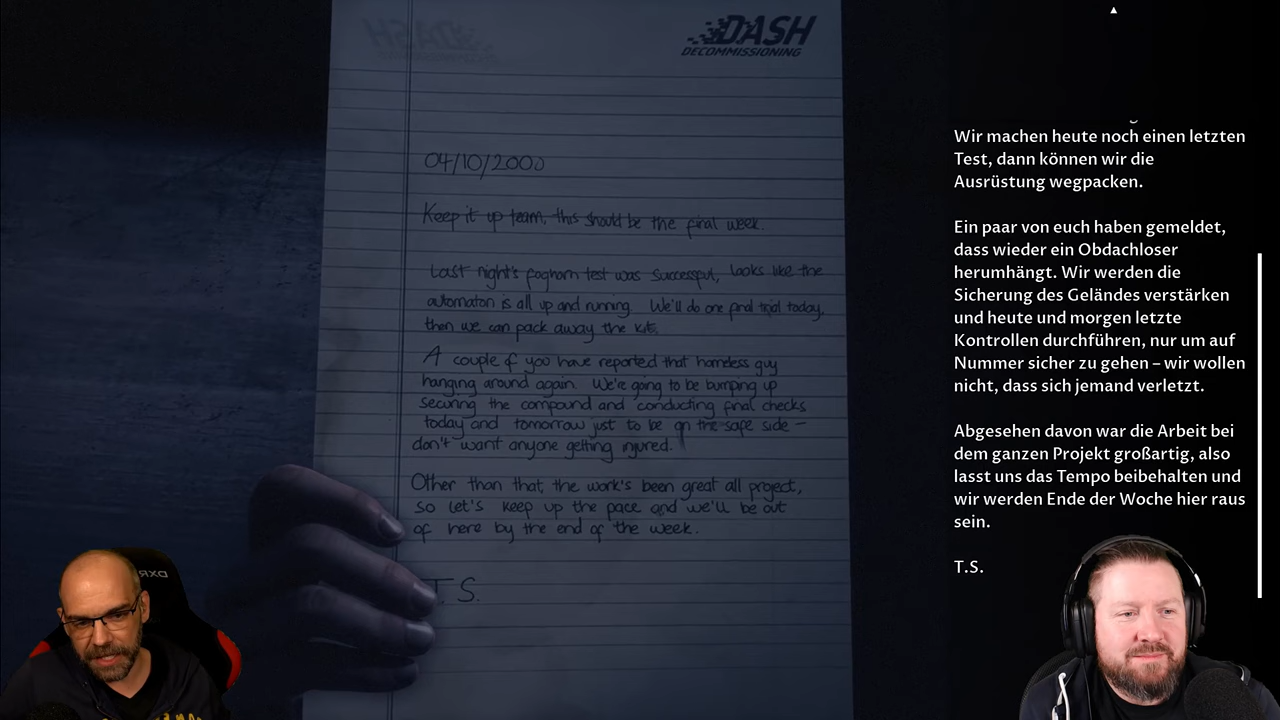 DASH
DECOMMISSIONING
04/10/2000
Keep it up team, this should be the final week.
Last night's foghorn test was successful, looks like the
automaton is all up and running. We'll do one final trial today,
then we can pack away the kit.
A couple of you have reported that homeless guy
hanging around again. We're going to be bumping up
securing the compound and conducting final checks
today and tomorrow just to be on the safe side –
don't want anyone getting injured.
Other than that, the work's been great all project,
so let's keep up the pace and we'll be out
of here by the end of the week.
T.S.
Wir machen heute noch einen letzten
Test, dann können wir die
Ausrüstung wegpacken.
Ein paar von euch haben gemeldet,
dass wieder ein Obdachloser
herumhängt. Wir werden die
Sicherung des Geländes verstärken
und heute und morgen letzte
Kontrollen durchführen, nur um auf
Nummer sicher zu gehen – wir wollen
nicht, dass sich jemand verletzt.
Abgesehen davon war die Arbeit bei
dem ganzen Projekt großartig, also
lasst uns das Tempo beibehalten und
wir werden Ende der Woche hier raus
sein.
T.S.
DXR